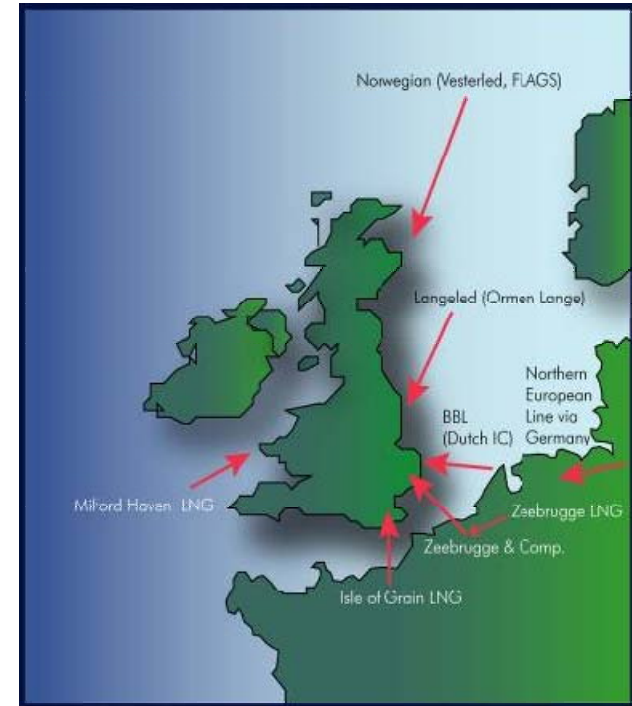 Norwegian (Vesterled, FLAGS)
Langeled (Ormen Lange)
Northern
European
Line via
Germany
BBL
(Dutch IC)
Milford Haven LNG
Zeebrugge LNG
Zeebrugge & Comp.
Isle of Grain LNG